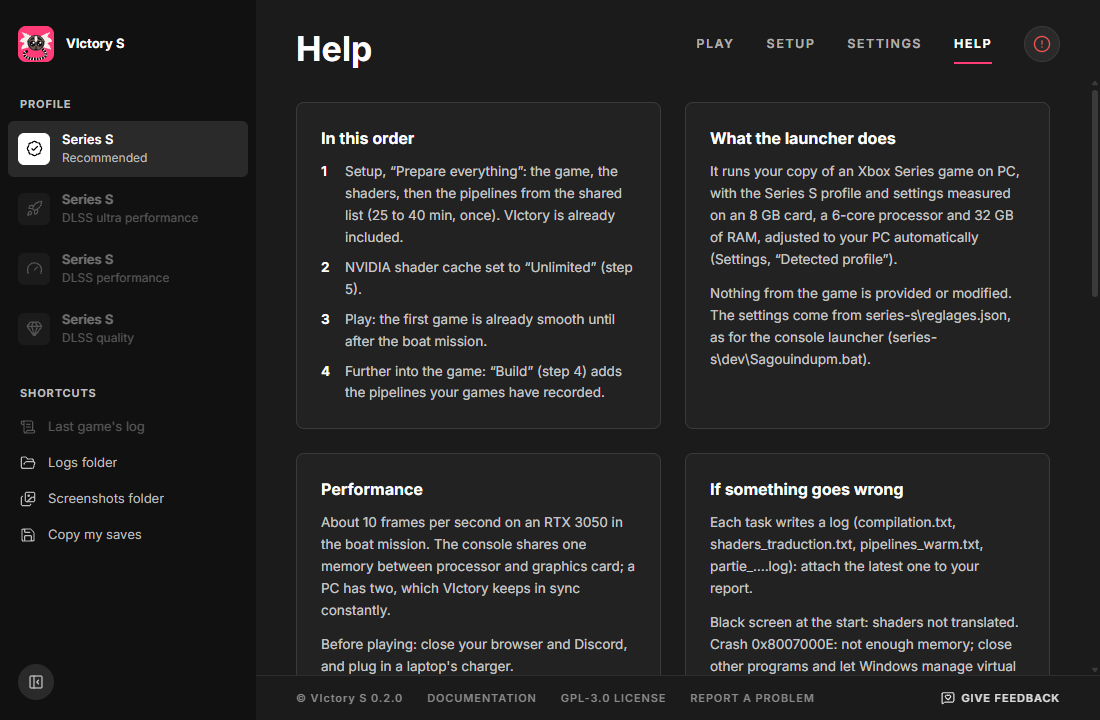 VIctory S
PROFILE
Series S
Recommended
Series S
DLSS ultra performance
Series S
DLSS performance
Series S
DLSS quality
SHORTCUTS
Last game's log
Logs folder
Screenshots folder
Copy my saves
Help
PLAY
SETUP
SETTINGS
HELP
In this order
1 Setup, “Prepare everything”: the game, the
shaders, then the pipelines from the shared
list (25 to 40 min, once). VIctory is already
included.
2 NVIDIA shader cache set to “Unlimited” (step
5).
3 Play: the first game is already smooth until
after the boat mission.
4 Further into the game: “Build” (step 4) adds
the pipelines your games have recorded.
What the launcher does
It runs your copy of an Xbox Series game on PC,
with the Series S profile and settings measured
on an 8 GB card, a 6-core processor and 32 GB
of RAM, adjusted to your PC automatically
(Settings, “Detected profile”).
Nothing from the game is provided or modified.
The settings come from series-s\reglages.json,
as for the console launcher (series-
s\dev\Sagouindupm.bat).
Performance
About 10 frames per second on an RTX 3050 in
the boat mission. The console shares one
memory between processor and graphics card; a
PC has two, which VIctory keeps in sync
constantly.
Before playing: close your browser and Discord,
and plug in a laptop's charger.
If something goes wrong
Each task writes a log (compilation.txt,
shaders_traduction.txt, pipelines_warm.txt,
partie_....log): attach the latest one to your
report.
Black screen at the start: shaders not translated.
Crash 0x8007000E: not enough memory; close
other programs and let Windows manage virtual
© VIctory S 0.2.0
DOCUMENTATION
GPL-3.0 LICENSE
REPORT A PROBLEM
GIVE FEEDBACK